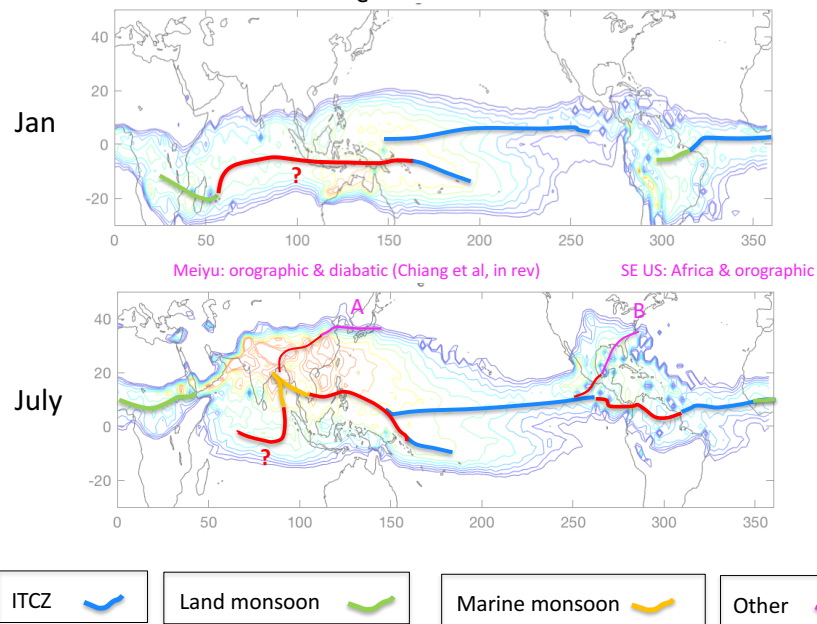 40
20
Jan
0
?
-20
0 50 100 150 200 250 300 350
Meiyu: orographic & diabatic (Chiang et al, in rev) SE US: Africa & orographic
40
A B
20
July
0
?
-20
0 50 100 150 200 250 300 350
ITCZ Land monsoon Marine monsoon Other